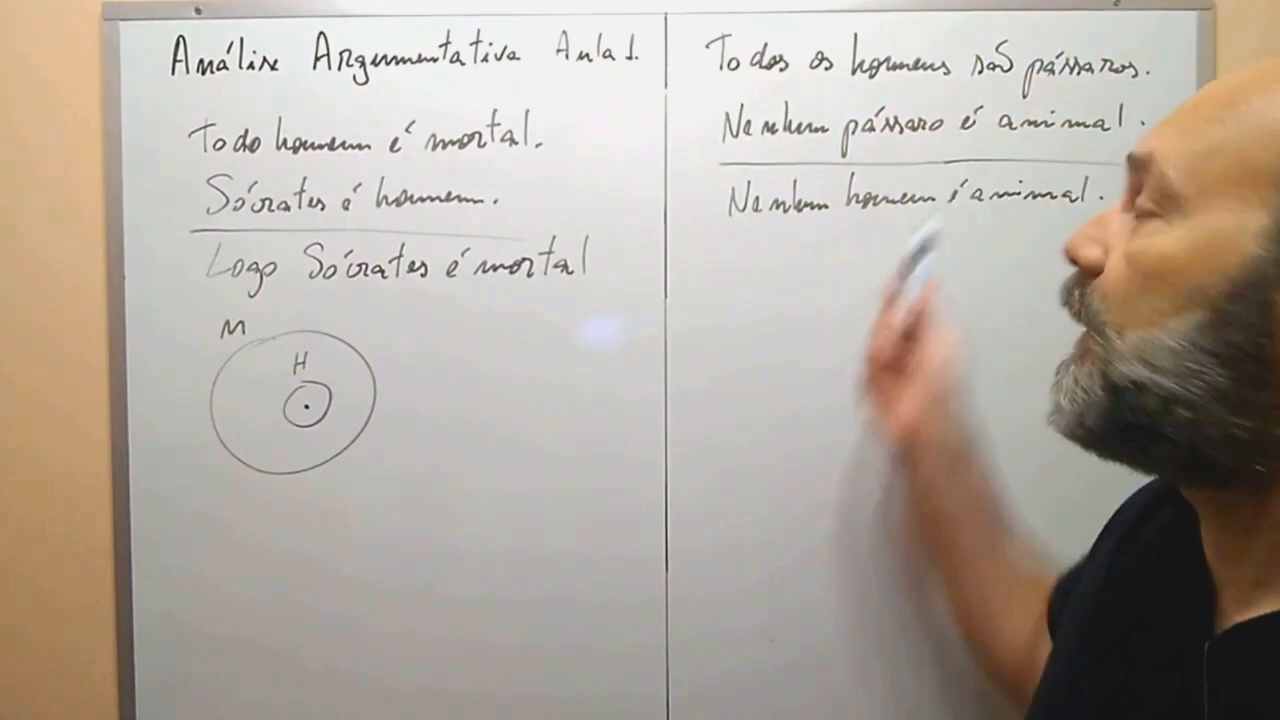 Análise Argumentativa Aula 1.
Todo homem é mortal.
Sócrates é homem.
Logo Sócrates é mortal
M
H
Todos os homens são pássaros.
Nenhum pássaro é animal.
Nenhum homem é animal.